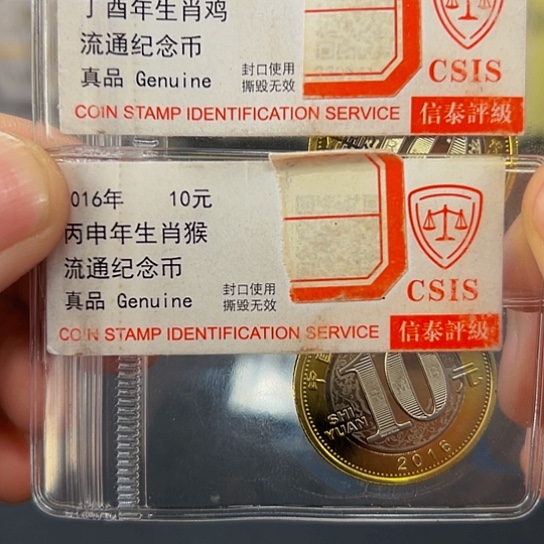 丁酉年生肖鸡
流通纪念币
真品 Genuine
封口使用
撕毁无效
CSIS
COIN STAMP IDENTIFICATION SERVICE 信泰評級
016年 10元
丙申年生肖猴
流通纪念币
真品 Genuine
封口使用
撕毁无效
CSIS
COIN STAMP IDENTIFICATION SERVICE 信泰評級
10
元
SHI
YUAN
2016